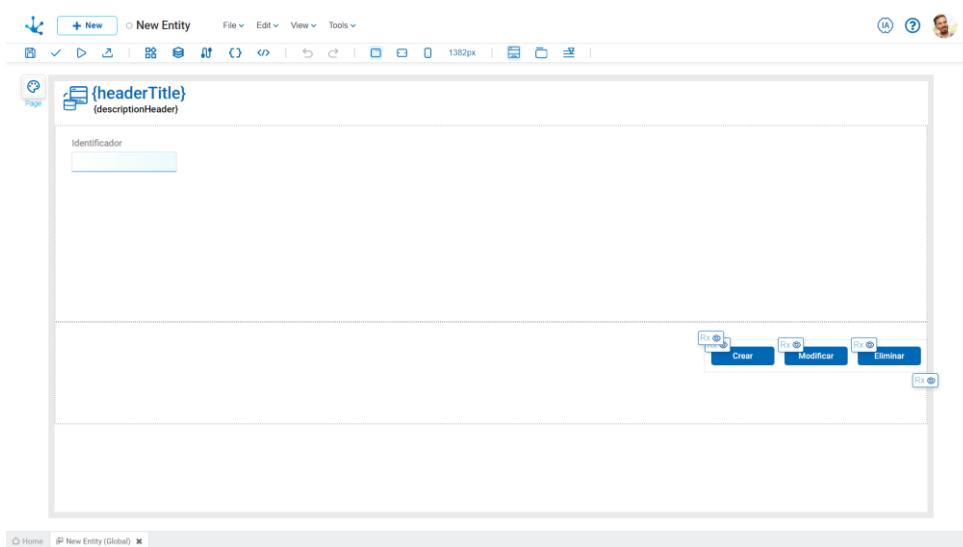 + New
New Entity
File
Edit
View
Tools
IA
?
1382px
Page
{headerTitle}
{descriptionHeader}
Identificador
Rx
Rx
Rx
Rx
Crear
Modificar
Eliminar
Rx
Home
New Entity (Global)